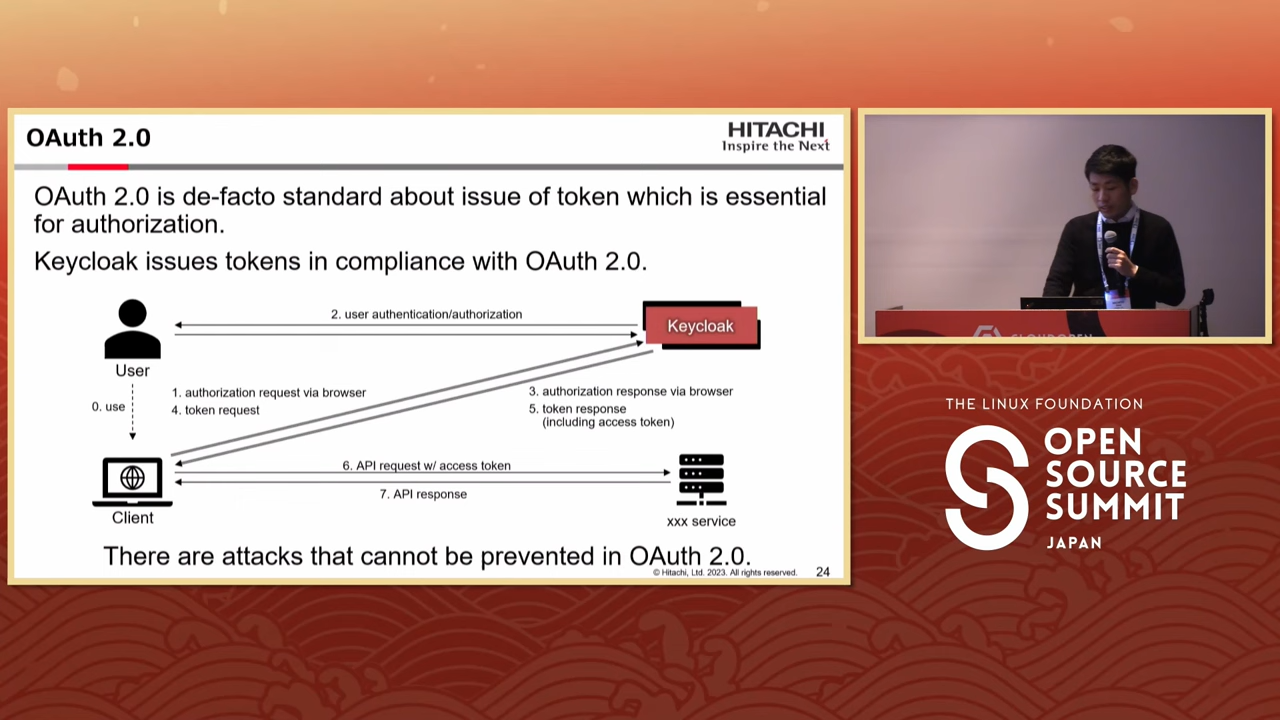 OAuth 2.0
HITACHI
Inspire the Next
OAuth 2.0 is de-facto standard about issue of token which is essential
for authorization.
Keycloak issues tokens in compliance with OAuth 2.0.
2. user authentication/authorization
Keycloak
User
0. use
1. authorization request via browser
4. token request
3. authorization response via browser
5. token response
(including access token)
6. API request w/ access token
7. API response
Client
xxx service
There are attacks that cannot be prevented in OAuth 2.0.
© Hitachi, Ltd. 2023. All rights reserved.
24
CLOUDOPEN
THE LINUX FOUNDATION
OPEN
SOURCE
SUMMIT
JAPAN